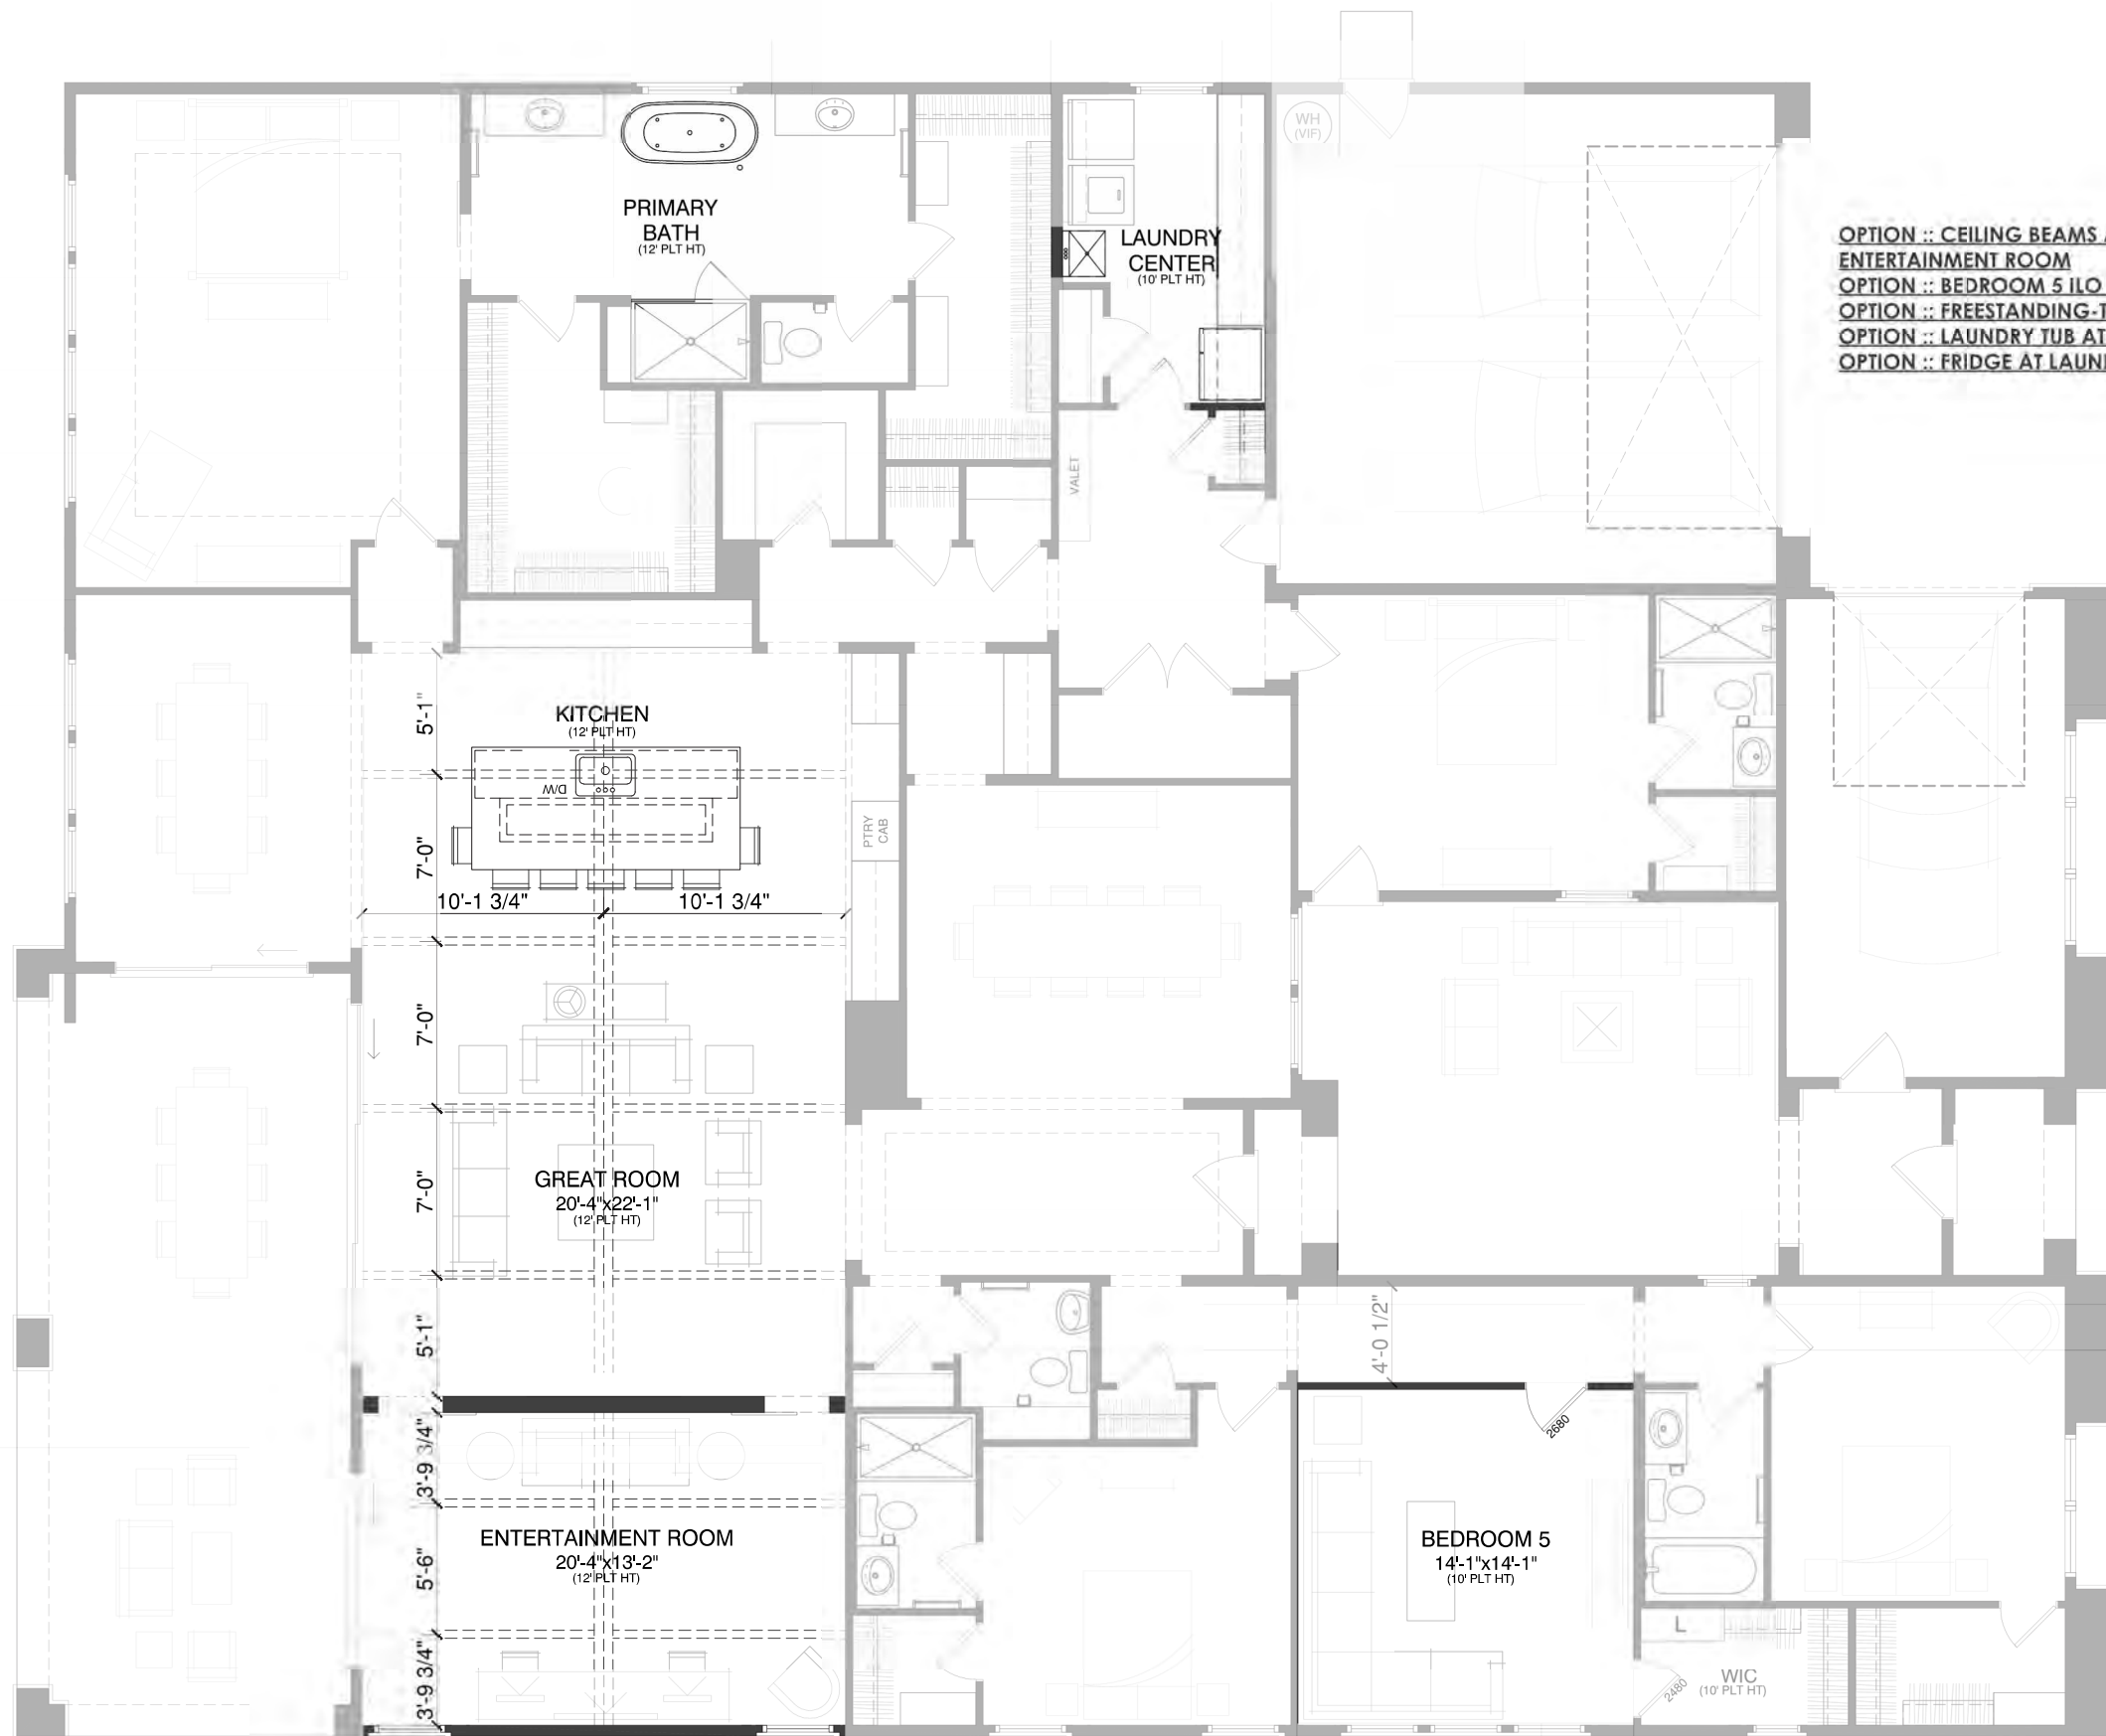 WH
(VIF)
PRIMARY
BATH
(12' PLT HT)
LAUNDRY
CENTER
(10' PLT HT)
OPTION :: CEILING BEAMS
ENTERTAINMENT ROOM
OPTION :: BEDROOM 5 ILO
OPTION :: FREESTANDING-T
OPTION :: LAUNDRY TUB AT
OPTION :: FRIDGE AT LAUN
VALET
5'-1"
KITCHEN
(12' PLT HT)
D/W
7'-0"
PTRY
CAB
10'-1 3/4"
10'-1 3/4"
7'-0"
7'-0"
GREAT ROOM
20'-4"x22'-1"
(12' PLT HT)
5'-1"
4'-0 1/2"
2680
3'-9 3/4"
5'-6"
ENTERTAINMENT ROOM
20'-4"x13'-2"
(12' PLT HT)
BEDROOM 5
14'-1"x14'-1"
(10' PLT HT)
3'-9 3/4"
L
2480
WIC
(10' PLT HT)